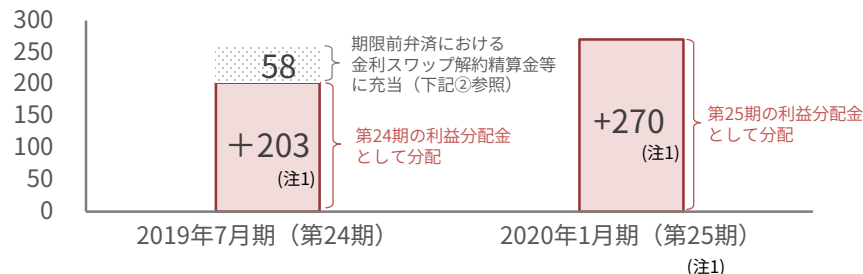 300
250
200
150
100
50
0
58
期限前弁済における
金利スワップ解約精算金等
に充当（下記②参照）
＋203
(注1)
第24期の利益分配金
として分配
+270
(注1)
第25期の利益分配金
として分配
2019年7月期（第24期）
2020年1月期（第25期）
(注1)